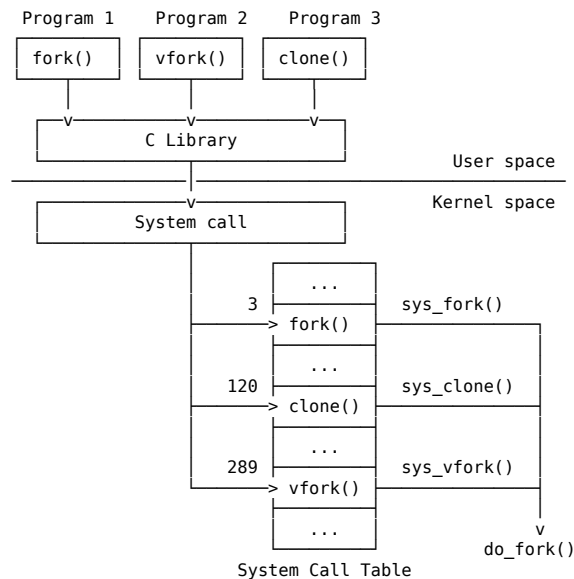 Program 1 Program 2 Program 3
fork() vfork() clone()
C Library
User space
Kernel space
System call
...
3 sys_fork()
fork()
...
120 sys_clone()
clone()
...
289 sys_vfork()
vfork()
...
do_fork()
System Call Table